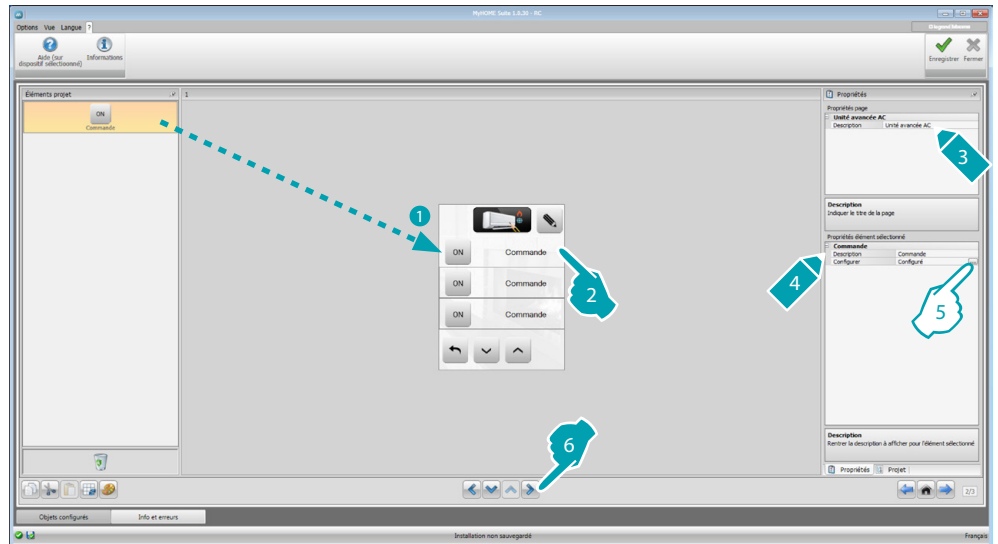 MyHOME Suite 1.0.20 - RC
Options Vue Langue ?
Aide (sur
dispositif sélectionné)
Informations
Enregistrer
Fermer
Éléments projet
1
Propriétés
ON
Commande
Propriétés page
Unité avancée AC
Description Unité avancée AC
3
Description
Indiquer le titre de la page
1
ON Commande
2
ON Commande
ON Commande
Propriétés élément sélectionné
Commande
Description Commande
Configurer Configuré ...
4
5
6
Description
Rentrer la description à afficher pour l'élément sélectionné
Propriétés Projet
2/3
Objets configurés
Info et erreurs
Installation non sauvegardé
Français